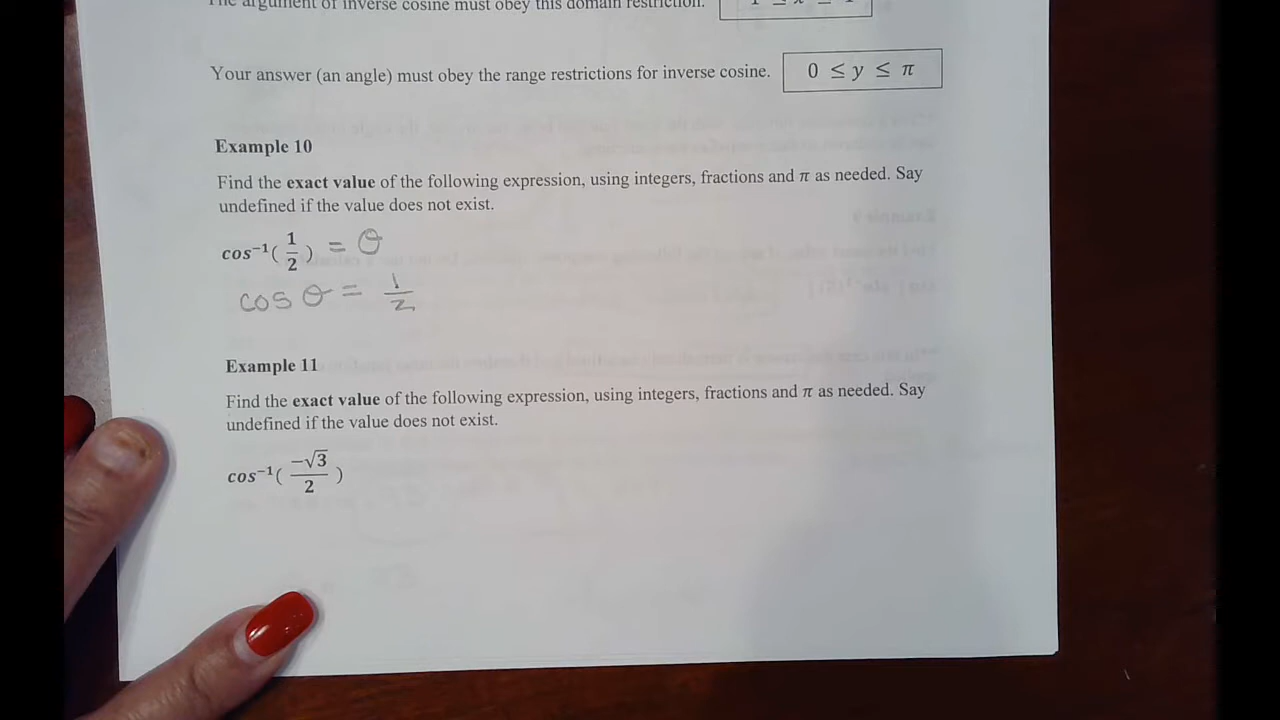 The argument of inverse cosine must obey this domain restriction.
Your answer (an angle) must obey the range restrictions for inverse cosine. 0 ≤ y ≤ π
Example 10
Find the exact value of the following expression, using integers, fractions and π as needed. Say
undefined if the value does not exist.
cos⁻¹(1/2) = θ
cos θ = 1/2
Example 11
Find the exact value of the following expression, using integers, fractions and π as needed. Say
undefined if the value does not exist.
cos⁻¹(−√3/2)